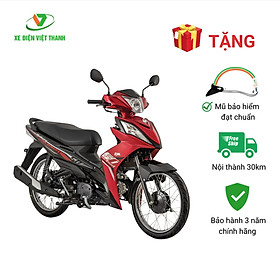 XE ĐIỆN VIỆT THANH
TẶNG
Mũ bảo hiểm
đạt chuẩn
Free
Ship
Nội thành 30km
Bảo hành 3 năm
chính hãng